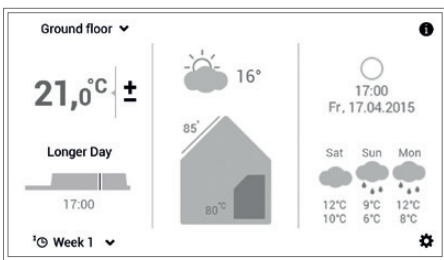 Ground floor
21,0°C ±
Longer Day
17:00
Week 1
16°
85°
80°C
17:00
Fr, 17.04.2015
Sat Sun Mon
12°C 9°C 12°C
10°C 6°C 8°C